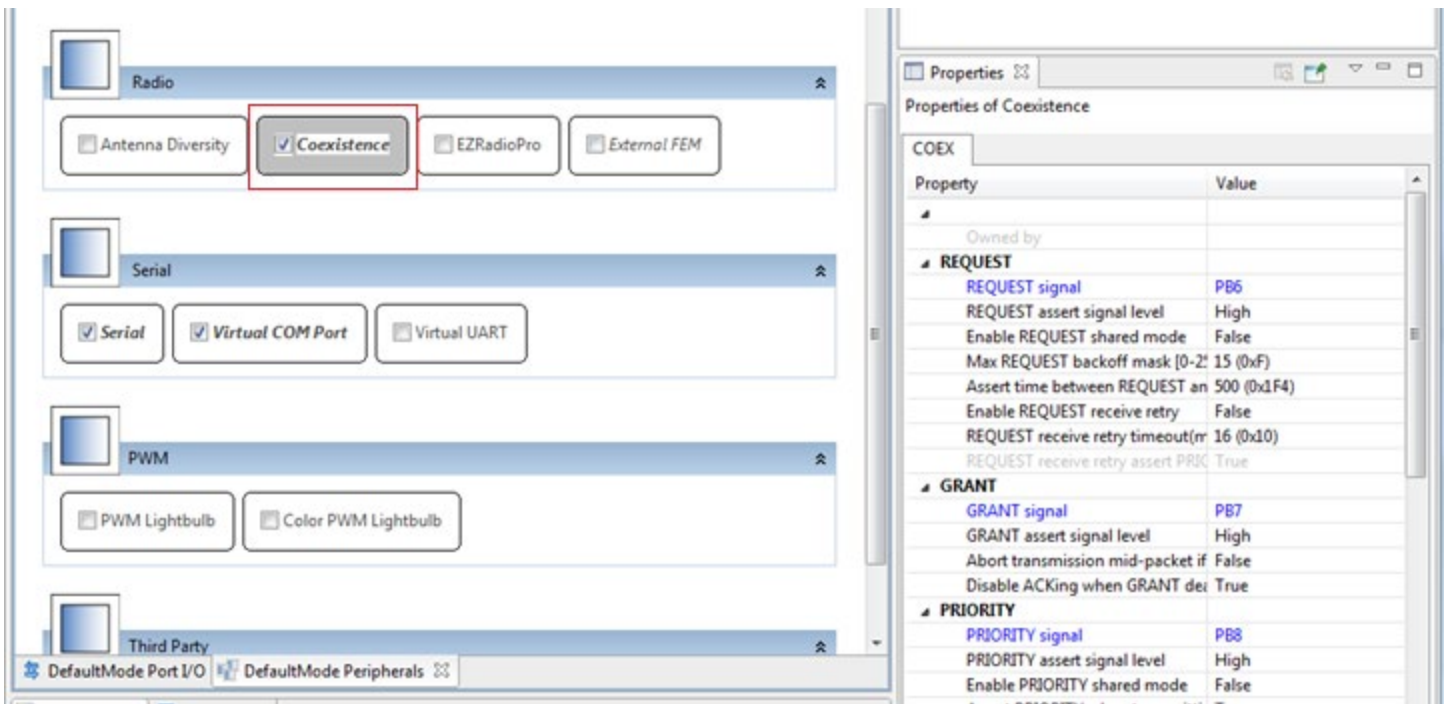 Radio
Antenna Diversity
Coexistence
EZRadioPro
External FEM
Serial
Serial
Virtual COM Port
Virtual UART
PWM
PWM Lightbulb
Color PWM Lightbulb
Third Party
DefaultMode Port I/O
DefaultMode Peripherals
Properties
Properties of Coexistence
COEX
Property Value
Owned by
REQUEST
REQUEST signal PB6
REQUEST assert signal level High
Enable REQUEST shared mode False
Max REQUEST backoff mask [0-25 15 (0xF)
Assert time between REQUEST an 500 (0x1F4)
Enable REQUEST receive retry False
REQUEST receive retry timeout(m 16 (0x10)
REQUEST receive retry assert PRIO True
GRANT
GRANT signal PB7
GRANT assert signal level High
Abort transmission mid-packet if False
Disable ACKing when GRANT dea True
PRIORITY
PRIORITY signal PB8
PRIORITY assert signal level High
Enable PRIORITY shared mode False